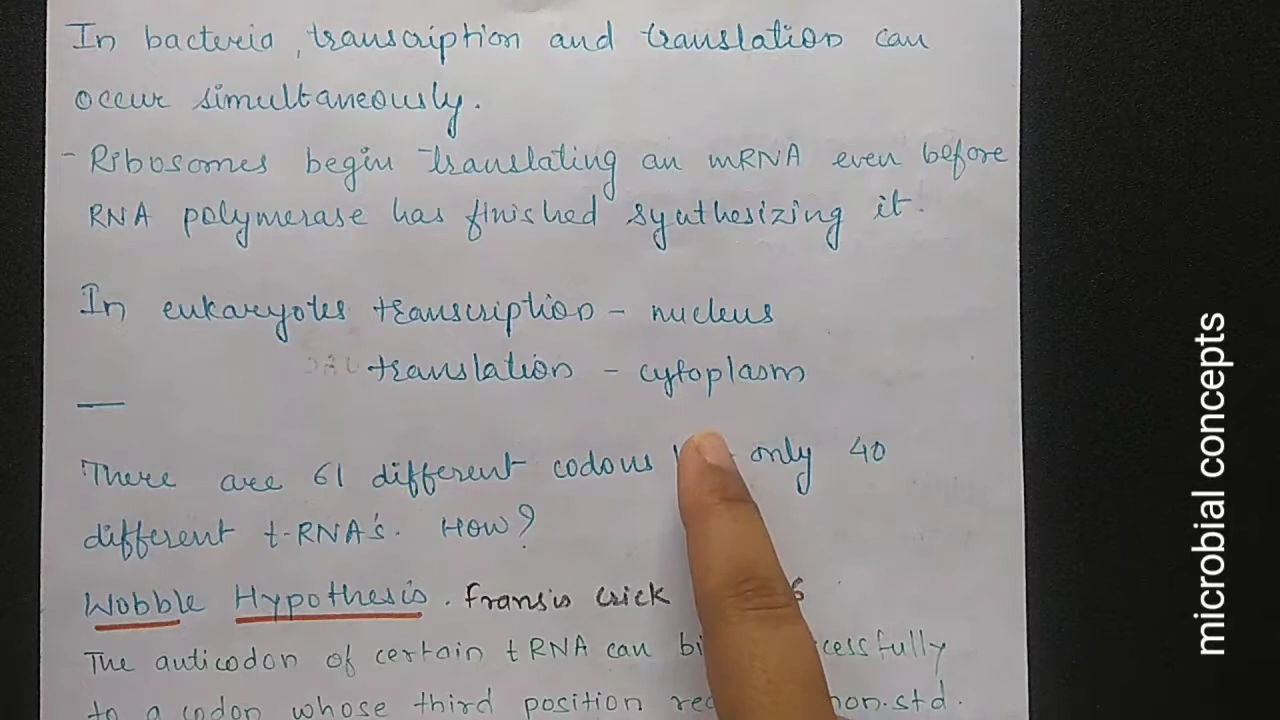 In bacteria, transcription and translation can
occur simultaneously.
- Ribosomes begin translating an mRNA even before
RNA polymerase has finished synthesizing it.
In eukaryotes transcription - nucleus
translation - cytoplasm
There are 61 different codons only 40
different t-RNA's. How?
Wobble Hypothesis. Fransis Crick
The anticodon of certain tRNA can
to a codon whose third position non.std.
microbial concepts